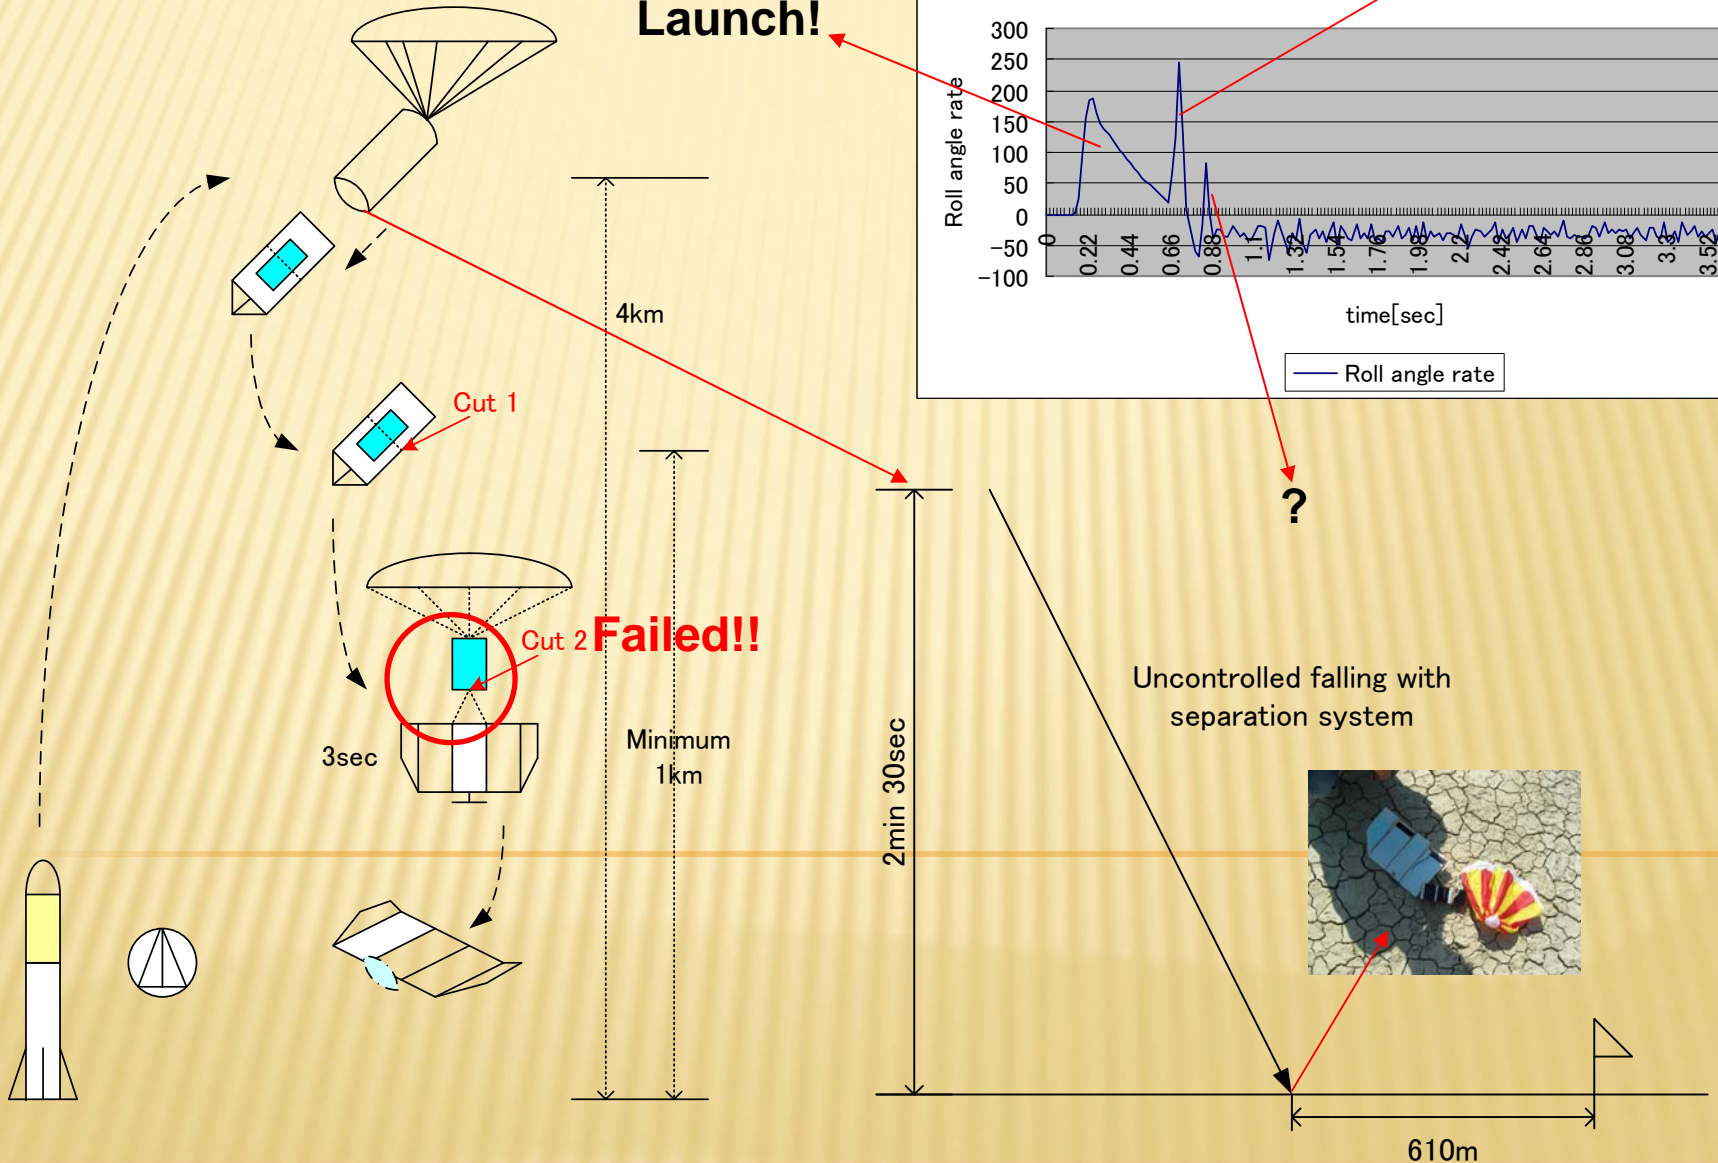 Launch!
300
250
200
150
100
50
0
-50
-100
Roll angle rate
0
0.22
0.44
0.66
0.88
1.1
1.32
1.54
1.76
1.98
2.2
2.42
2.64
2.86
3.08
3.3
3.52
time[sec]
Roll angle rate
4km
Cut 1
?
Cut 2
Failed!!
3sec
Minimum
1km
2min 30sec
Uncontrolled falling with
separation system
610m